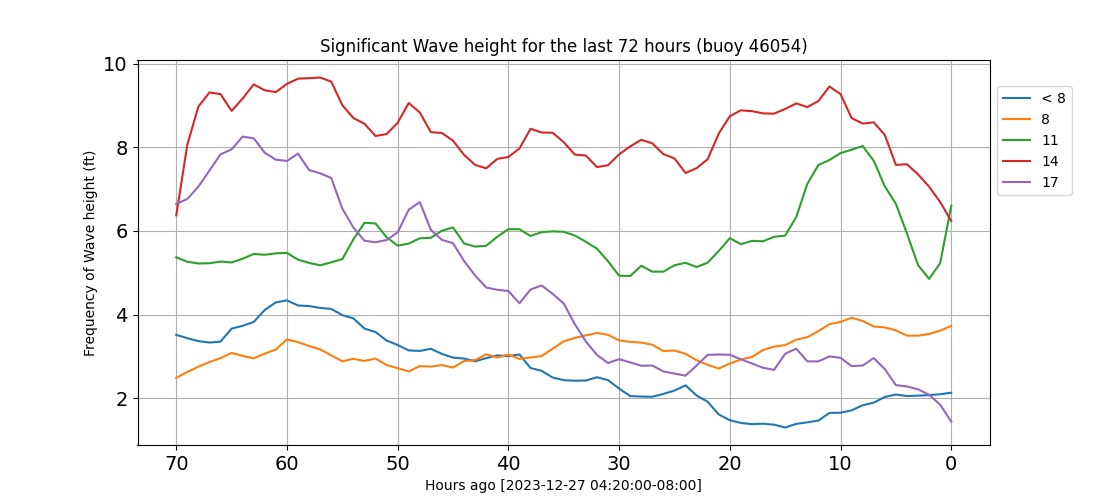 Significant Wave height for the last 72 hours (buoy 46054)
Frequency of Wave height (ft)
10
8
6
4
2
70 60 50 40 30 20 10 0
Hours ago [2023-12-27 04:20:00-08:00]
< 8
8
11
14
17